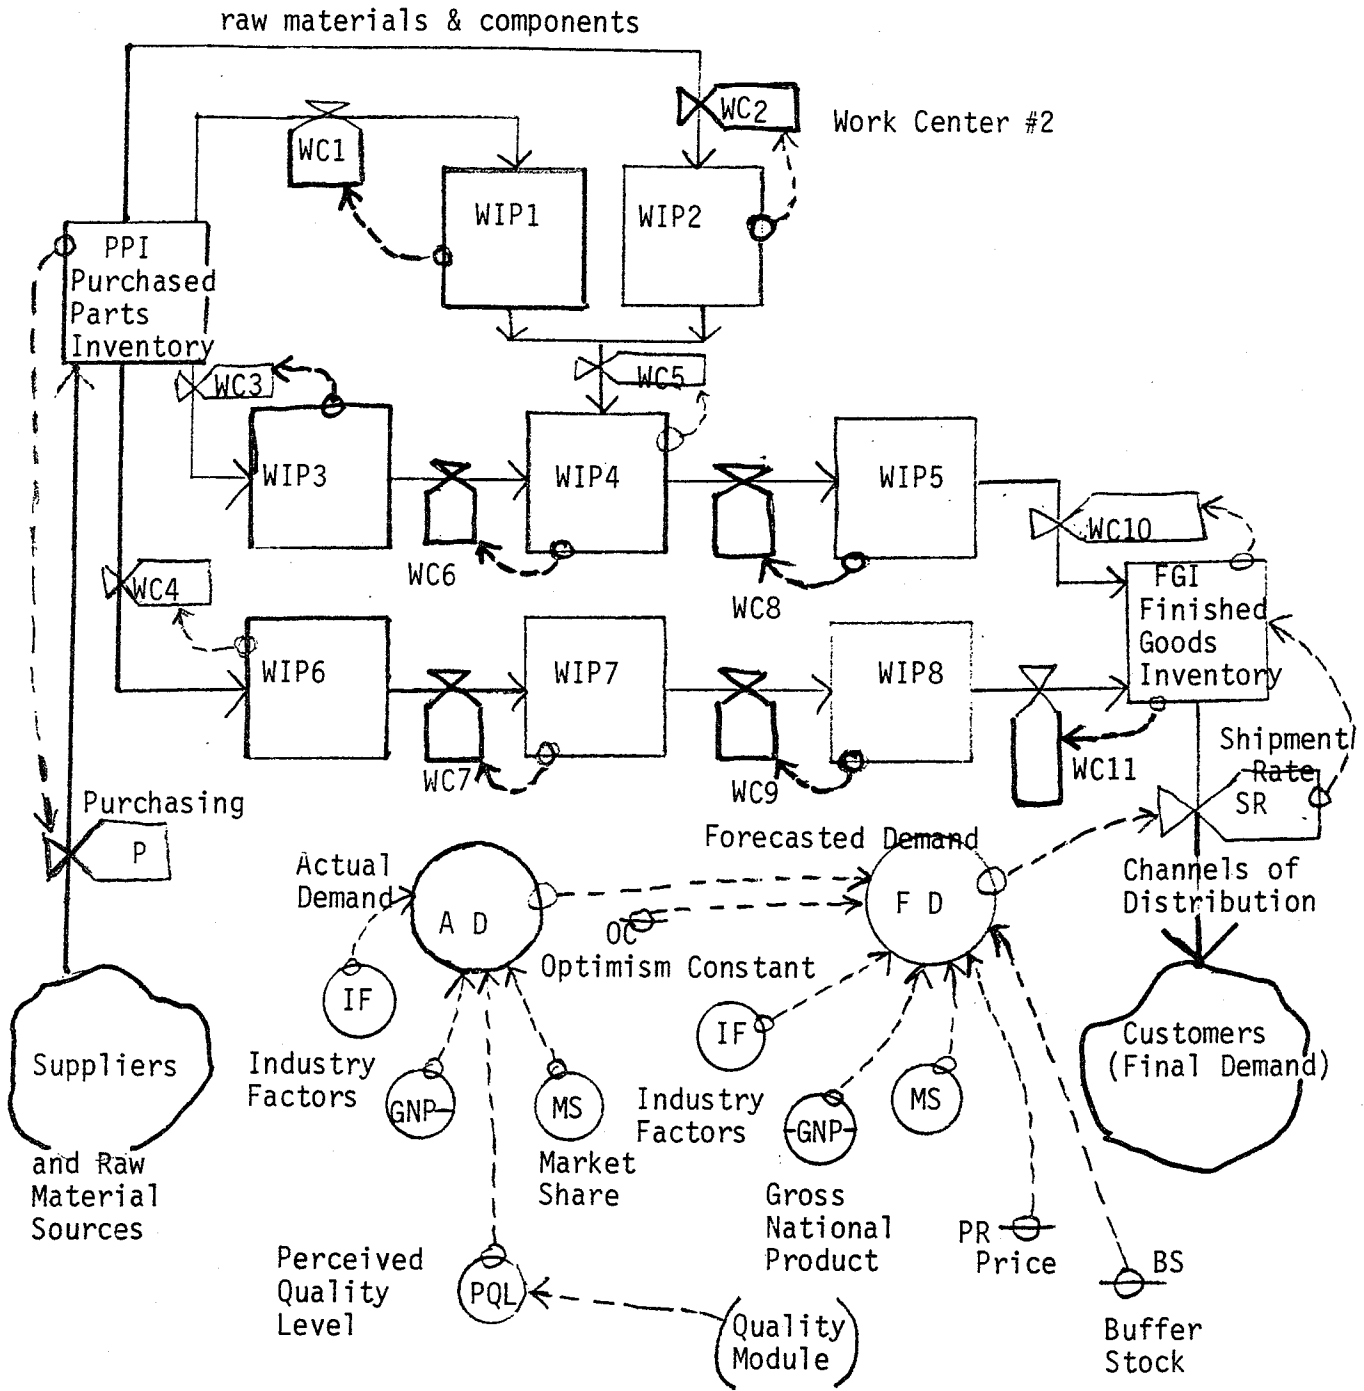 raw materials & components
WC2
Work Center #2
WC1
WIP1
WIP2
PPI
Purchased
Parts
Inventory
WC3
WC5
WIP3
WIP4
WIP5
WC10
WC6
WC4
WC8
FGI
Finished
Goods
Inventory
WIP6
WIP7
WIP8
WC7
WC9
WC11
Shipment
Rate
SR
Purchasing
P
Forecasted Demand
Actual
Demand
A D
F D
Channels of
Distribution
OC
Optimism Constant
IF
IF
Suppliers
and Raw
Material
Sources
Customers
(Final Demand)
Industry
Factors
GNP
MS
Market
Share
Industry
Factors
GNP
MS
Gross
National
Product
PR
Price
BS
Buffer
Stock
Perceived
Quality
Level
PQL
(Quality
Module)